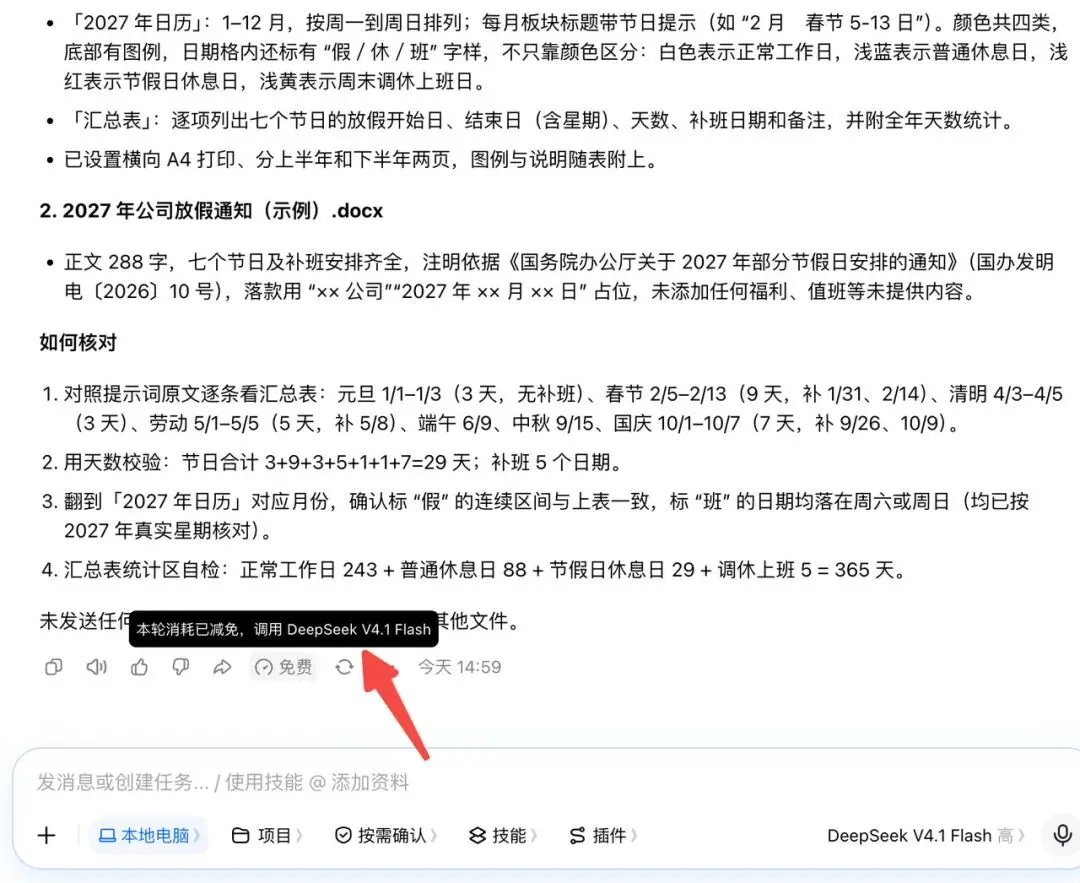 • 「2027 年日历」：1–12 月，按周一到周日排列；每月板块标题带节日提示（如 “2 月　春节 5-13 日”）。颜色共四类，
底部有图例，日期格内还标有 “假 / 休 / 班” 字样，不只靠颜色区分：白色表示正常工作日，浅蓝表示普通休息日，浅
红表示节假日休息日，浅黄表示周末调休上班日。
• 「汇总表」：逐项列出七个节日的放假开始日、结束日（含星期）、天数、补班日期和备注，并附全年天数统计。
• 已设置横向 A4 打印、分上半年和下半年两页，图例与说明随表附上。
2. 2027 年公司放假通知（示例）.docx
• 正文 288 字，七个节日及补班安排齐全，注明依据《国务院办公厅关于 2027 年部分节假日安排的通知》（国办发明
电〔2026〕10 号），落款用 “×× 公司”“2027 年 ×× 月 ×× 日” 占位，未添加任何福利、值班等未提供内容。
如何核对
1. 对照提示词原文逐条看汇总表：元旦 1/1–1/3（3 天，无补班）、春节 2/5–2/13（9 天，补 1/31、2/14）、清明 4/3–4/5
（3 天）、劳动 5/1–5/5（5 天，补 5/8）、端午 6/9、中秋 9/15、国庆 10/1–10/7（7 天，补 9/26、10/9）。
2. 用天数校验：节日合计 3+9+3+5+1+1+7=29 天；补班 5 个日期。
3. 翻到「2027 年日历」对应月份，确认标 “假” 的连续区间与上表一致，标 “班” 的日期均落在周六或周日（均已按
2027 年真实星期核对）。
4. 汇总表统计区自检：正常工作日 243 + 普通休息日 88 + 节假日休息日 29 + 调休上班 5 = 365 天。
未发送任何 其他文件。
本轮消耗已减免，调用 DeepSeek V4.1 Flash
免费 今天 14:59
发消息或创建任务... / 使用技能 @ 添加资料
本地电脑 项目 按需确认 技能 插件 DeepSeek V4.1 Flash 高